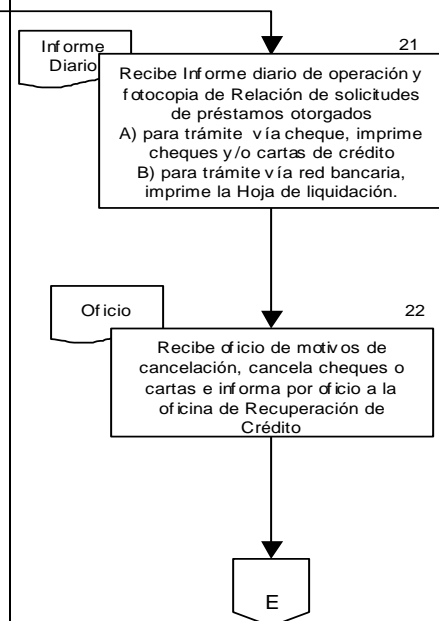 Informe
Diario
21
Recibe Informe diario de operación y
fotocopia de Relación de solicitudes
de préstamos otorgados
A) para trámite vía cheque, imprime
cheques y/o cartas de crédito
B) para trámite vía red bancaria,
imprime la Hoja de liquidación.
Oficio
22
Recibe oficio de motivos de
cancelación, cancela cheques o
cartas e informa por oficio a la
oficina de Recuperación de
Crédito
E